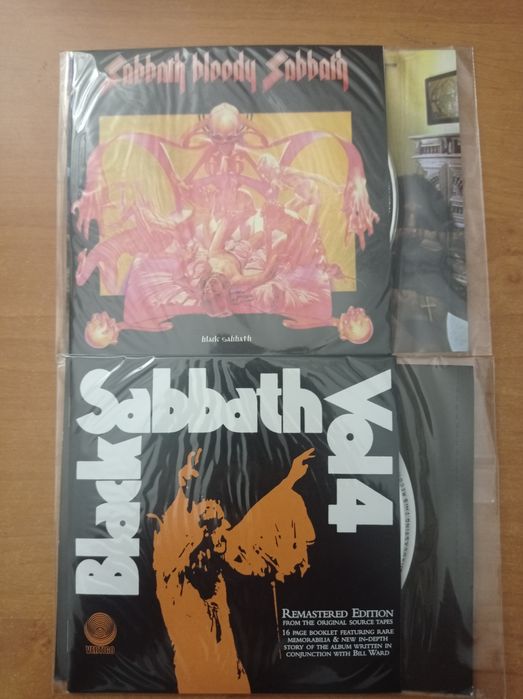 Sabbath bloody Sabbath
black sabbath
Black Sabbath Vol 4
VERTIGO
REMASTERED EDITION
FROM THE ORIGINAL SOURCE TAPES
16 PAGE BOOKLET FEATURING RARE
MEMORABILIA & NEW IN-DEPTH
STORY OF THE ALBUM WRITTEN IN
CONJUNCTION WITH BILL WARD